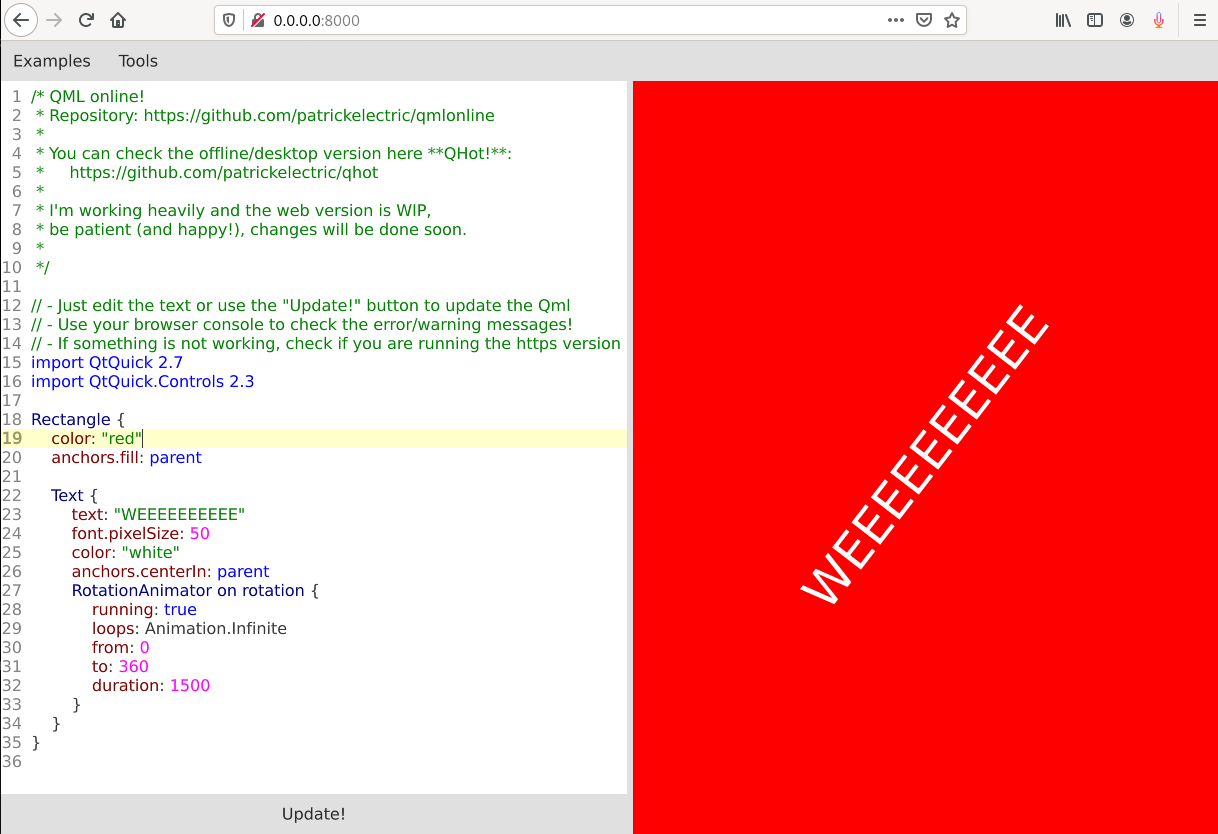 0.0.0.0:8000
Examples Tools
1 /* QML online!
2  * Repository: https://github.com/patrickelectric/qmlonline
3  *
4  * You can check the offline/desktop version here **QHot!**:
5  *     https://github.com/patrickelectric/qhot
6  *
7  * I'm working heavily and the web version is WIP,
8  * be patient (and happy!), changes will be done soon.
9  *
10  */
11
12 // - Just edit the text or use the "Update!" button to update the Qml
13 // - Use your browser console to check the error/warning messages!
14 // - If something is not working, check if you are running the https version
15 import QtQuick 2.7
16 import QtQuick.Controls 2.3
17
18 Rectangle {
19     color: "red"
20     anchors.fill: parent
21
22     Text {
23         text: "WEEEEEEEEEE"
24         font.pixelSize: 50
25         color: "white"
26         anchors.centerIn: parent
27         RotationAnimator on rotation {
28             running: true
29             loops: Animation.Infinite
30             from: 0
31             to: 360
32             duration: 1500
33         }
34     }
35 }
36
WEEEEEEEEEE
Update!